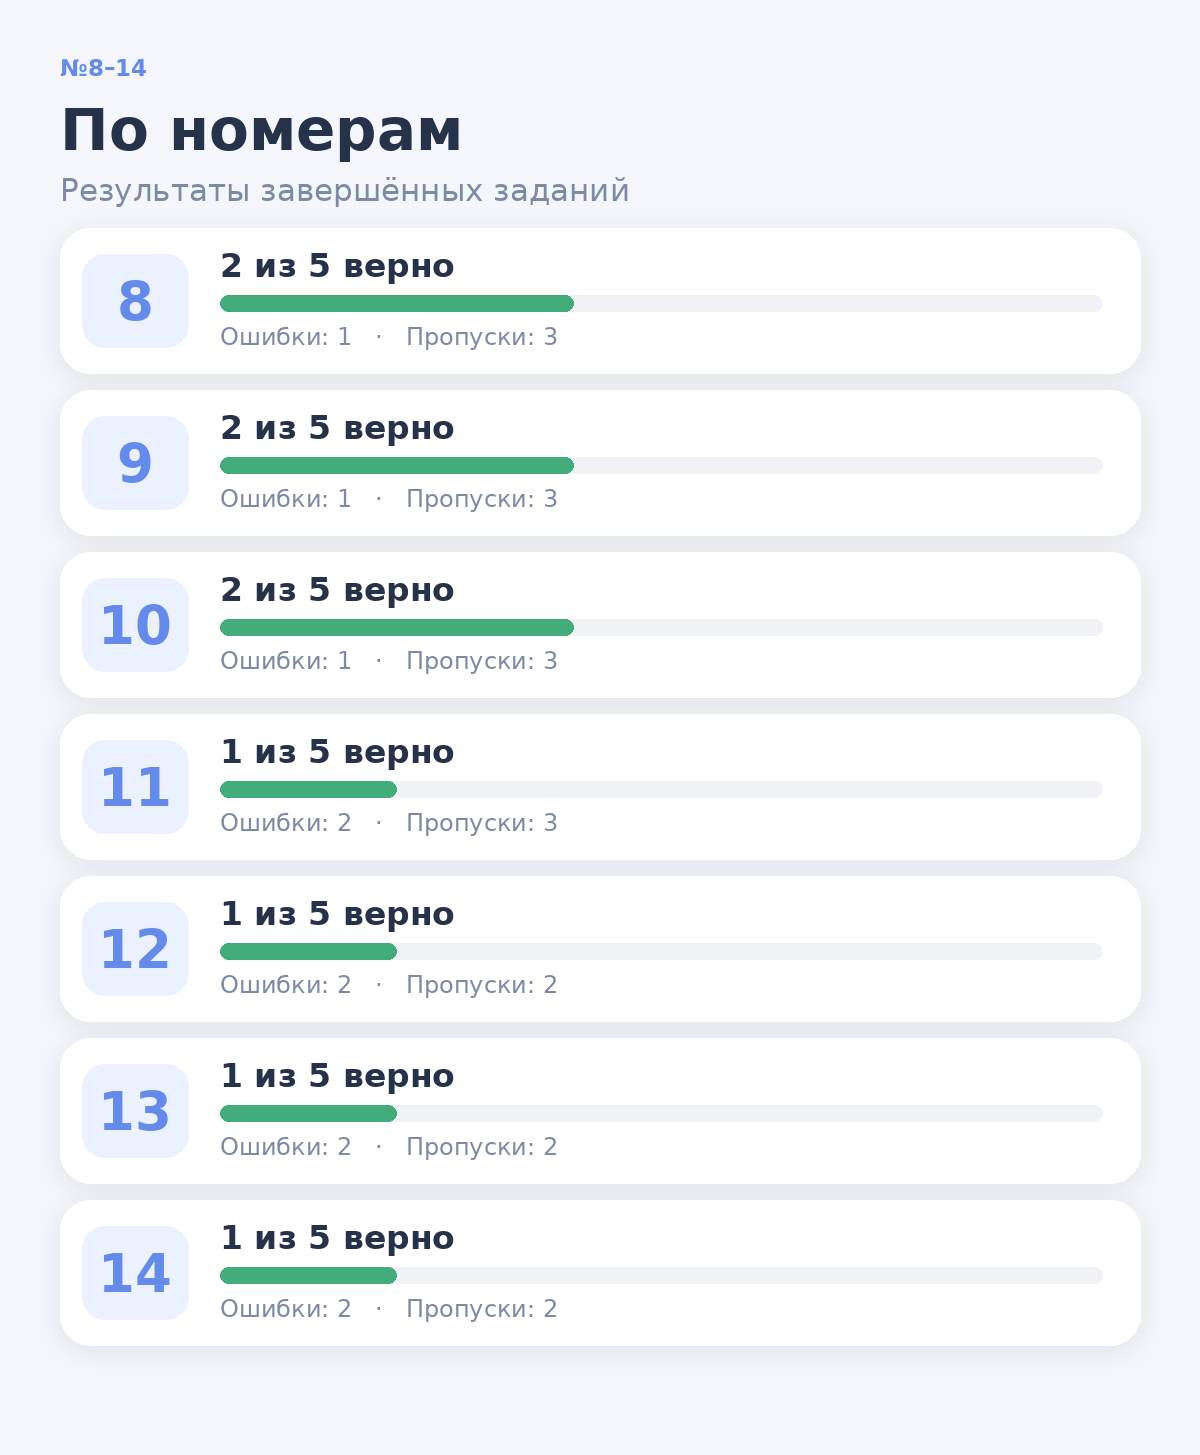 №8–14
По номерам
Результаты завершённых заданий
8
2 из 5 верно
Ошибки: 1 · Пропуски: 3
9
2 из 5 верно
Ошибки: 1 · Пропуски: 3
10
2 из 5 верно
Ошибки: 1 · Пропуски: 3
11
1 из 5 верно
Ошибки: 2 · Пропуски: 3
12
1 из 5 верно
Ошибки: 2 · Пропуски: 2
13
1 из 5 верно
Ошибки: 2 · Пропуски: 2
14
1 из 5 верно
Ошибки: 2 · Пропуски: 2